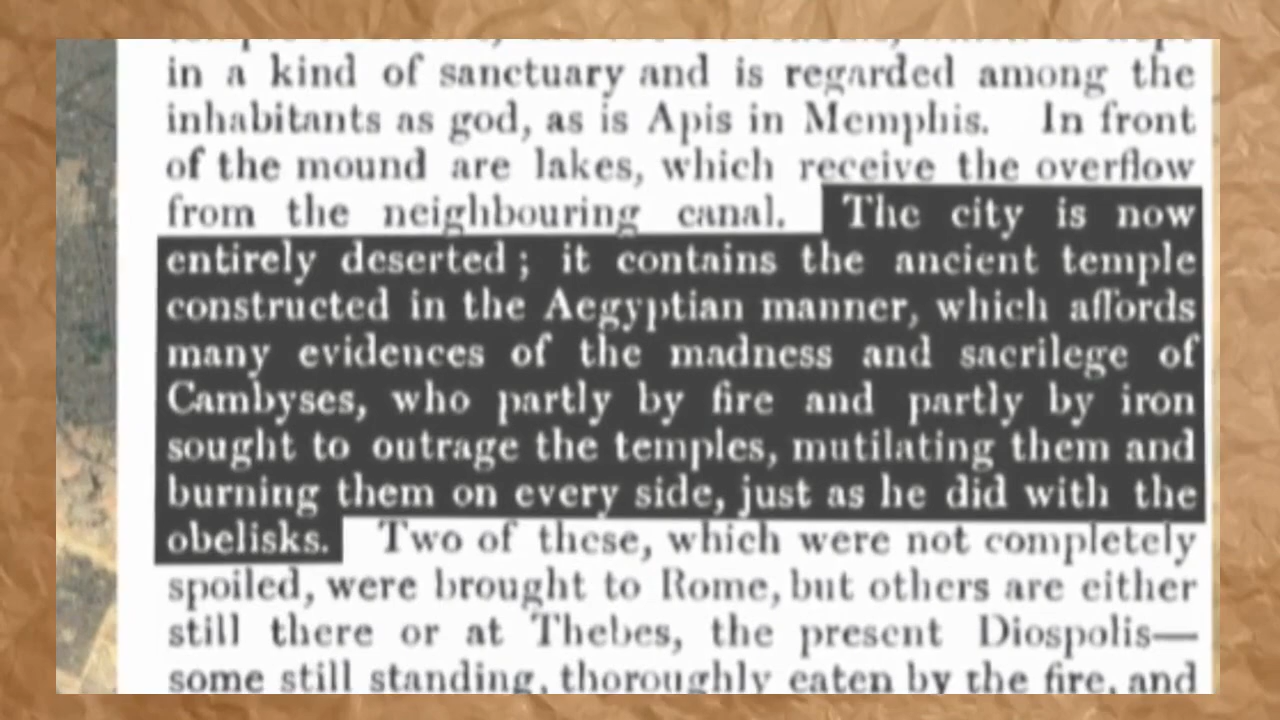 in a kind of sanctuary and is regarded among the
inhabitants as god, as is Apis in Memphis. In front
of the mound are lakes, which receive the overflow
from the neighbouring canal. The city is now
entirely deserted ; it contains the ancient temple
constructed in the Aegyptian manner, which affords
many evidences of the madness and sacrilege of
Cambyses, who partly by fire and partly by iron
sought to outrage the temples, mutilating them and
burning them on every side, just as he did with the
obelisks. Two of these, which were not completely
spoiled, were brought to Rome, but others are either
still there or at Thebes, the present Diospolis—
some still standing, thoroughly eaten by the fire, and